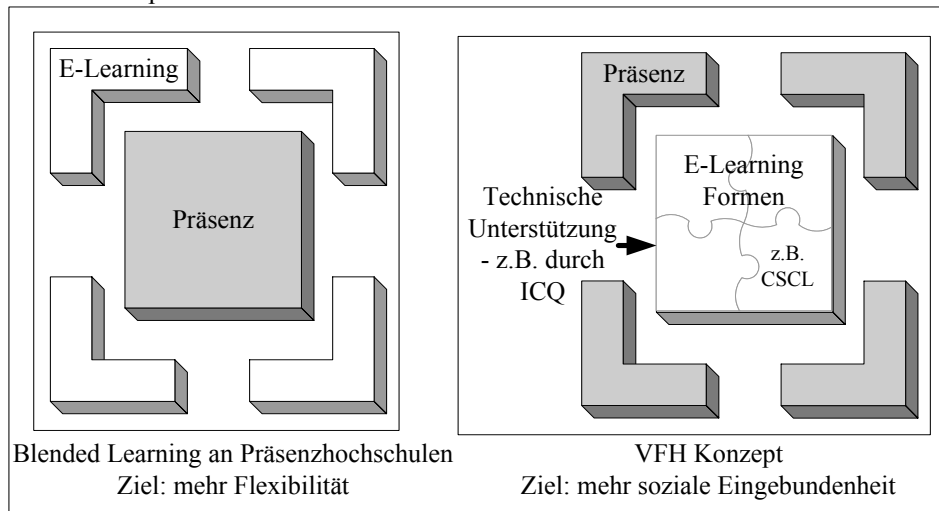 E-Learning
Präsenz
Blended Learning an Präsenzhochschulen
Ziel: mehr Flexibilität
Präsenz
E-Learning
Formen
Technische
Unterstützung
- z.B. durch
ICQ
z.B.
CSCL
VFH Konzept
Ziel: mehr soziale Eingebundenheit